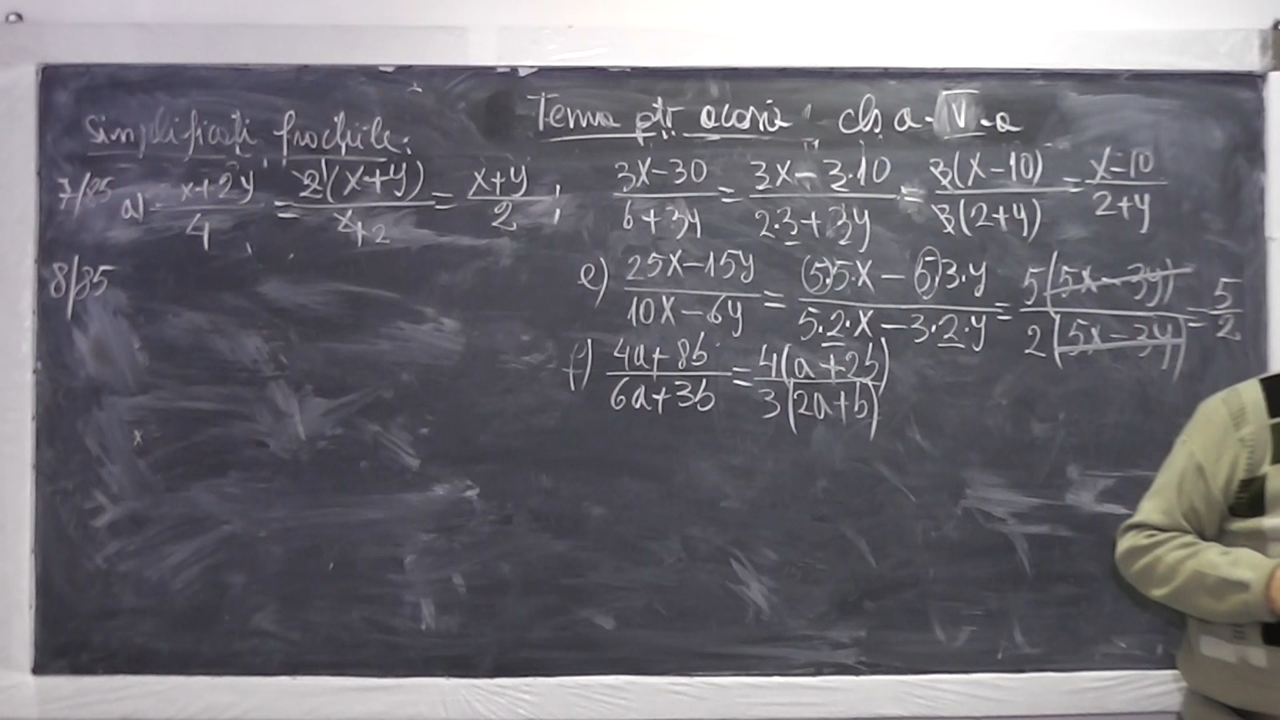 Simplificați fracțiile:
7/85 a) x+2y/4 = 2(x+y)/4 2 = x+y/2;
8/85
Tema ptr acasă: cls a-V-a
3x-30/6+3y = 3x-3·10/2·3+3y = 3(x-10)/3(2+y) = x-10/2+y
e) 25x-15y/10x-6y = (5)5·x-(5)3·y/5·2·x-3·2·y = 5(5x-3y)/2(5x-3y) = 5/2
f) 4a+8b/6a+3b = 4(a+2b)/3(2a+b)